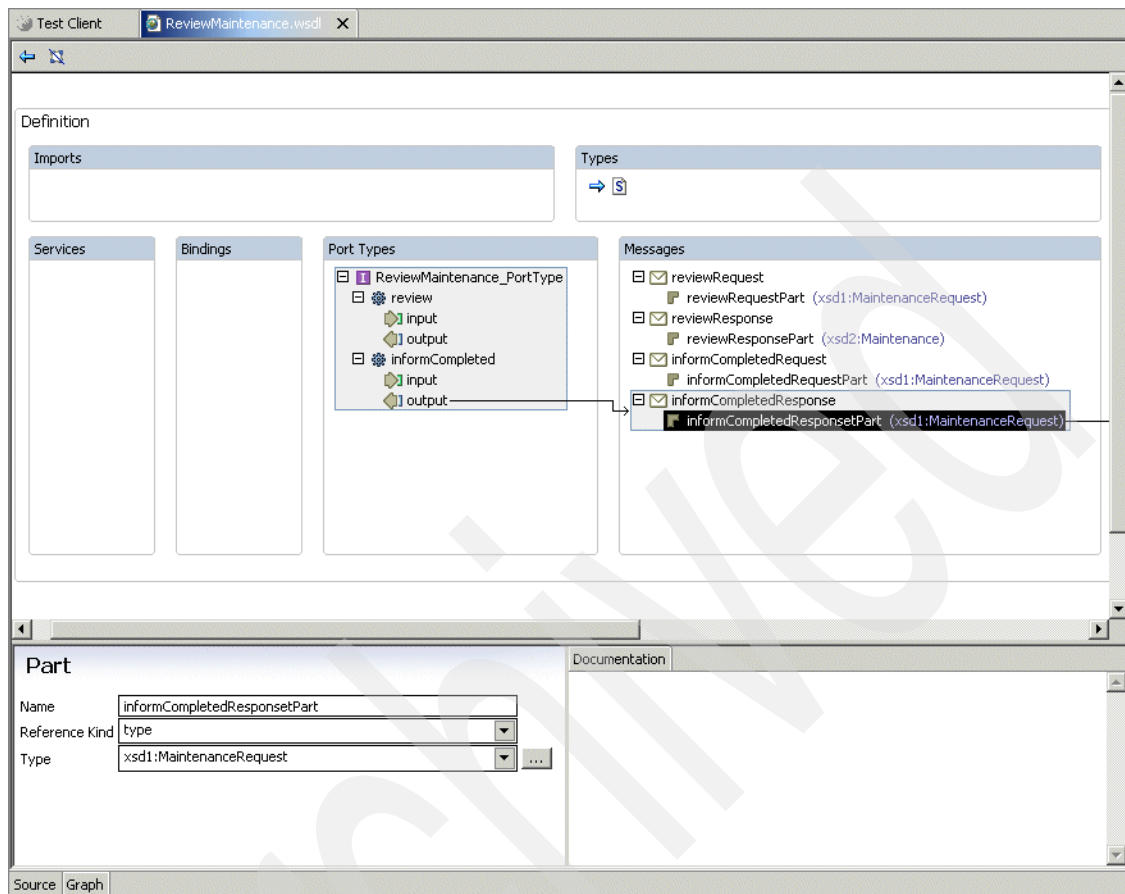 Test Client
ReviewMaintenance.wsdl
Definition
Imports
Types
S
Services
Bindings
Port Types
I ReviewMaintenance_PortType
review
input
output
informCompleted
input
output
Messages
reviewRequest
reviewRequestPart (xsd1:MaintenanceRequest)
reviewResponse
reviewResponsePart (xsd2:Maintenance)
informCompletedRequest
informCompletedRequestPart (xsd1:MaintenanceRequest)
informCompletedResponse
informCompletedResponsetPart (xsd1:MaintenanceRequest)
Part
Name informCompletedResponsetPart
Reference Kind type
Type xsd1:MaintenanceRequest ...
Documentation
Source Graph